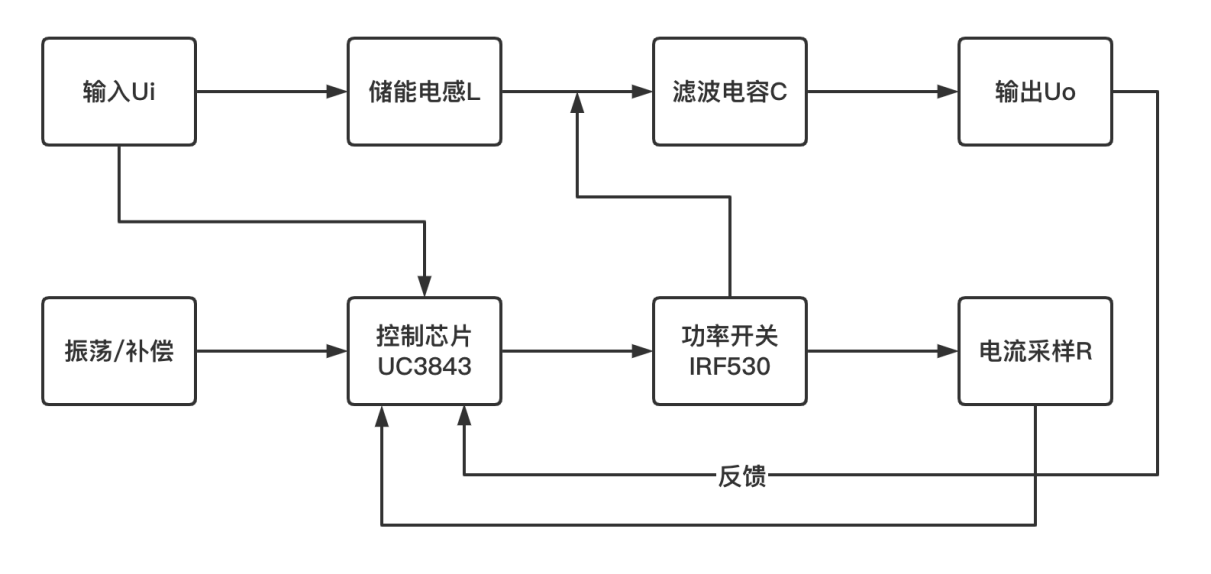 输入Ui
储能电感L
滤波电容C
输出Uo
振荡/补偿
控制芯片
UC3843
功率开关
IRF530
电流采样R
反馈